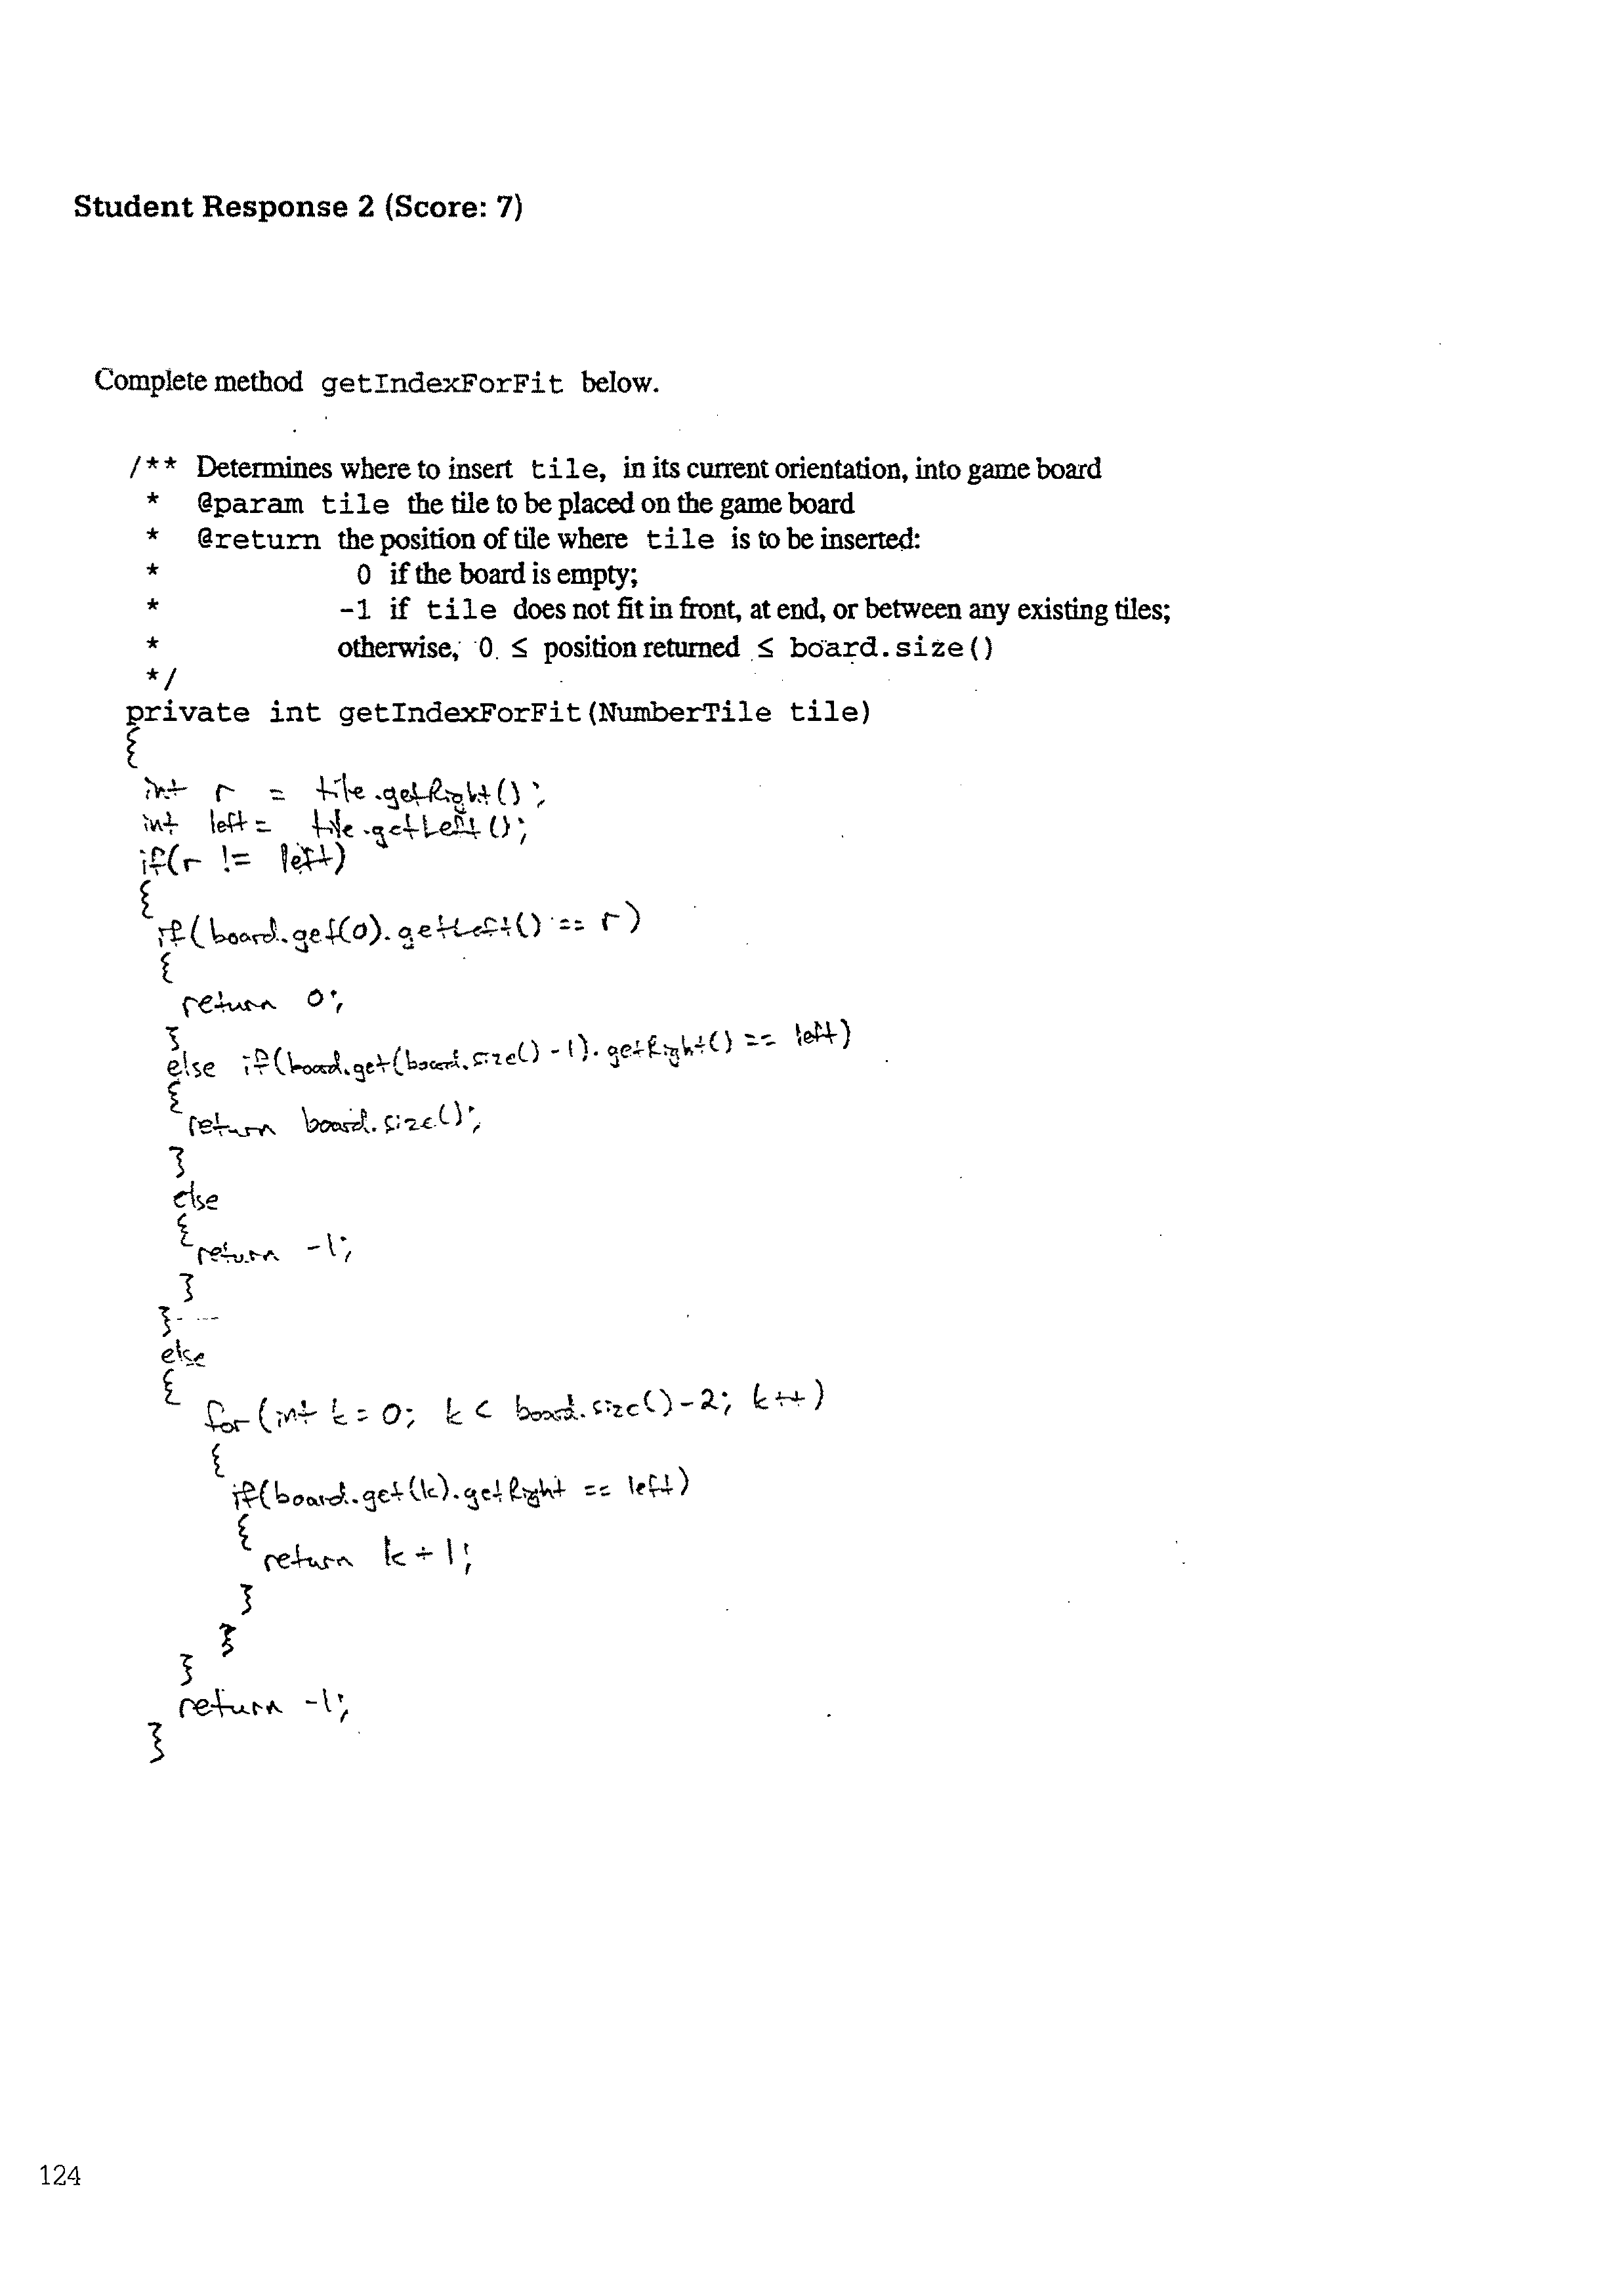 Student Response 2 (Score: 7)
Complete method getIndexForFit below.
/** Determines where to insert tile, in its current orientation, into game board
* @param tile the tile to be placed on the game board
* @return the position of tile where tile is to be inserted:
* 0 if the board is empty;
* -1 if tile does not fit in front, at end, or between any existing tiles;
* otherwise, 0 ≤ position returned ≤ board.size()
*/
private int getIndexForFit(NumberTile tile)
{
int r = tile.getRight();
int left = tile.getLeft();
if(r != left)
{
if(board.get(0).getLeft() == r)
{
return 0;
}
else if(board.get(board.size()-1).getRight() == left)
{
return board.size();
}
else
{
return -1;
}
}
else
{
for(int k = 0; k < board.size()-2; k++)
{
if(board.get(k).getRight == left)
{
return k+1;
}
}
}
return -1;
}
124